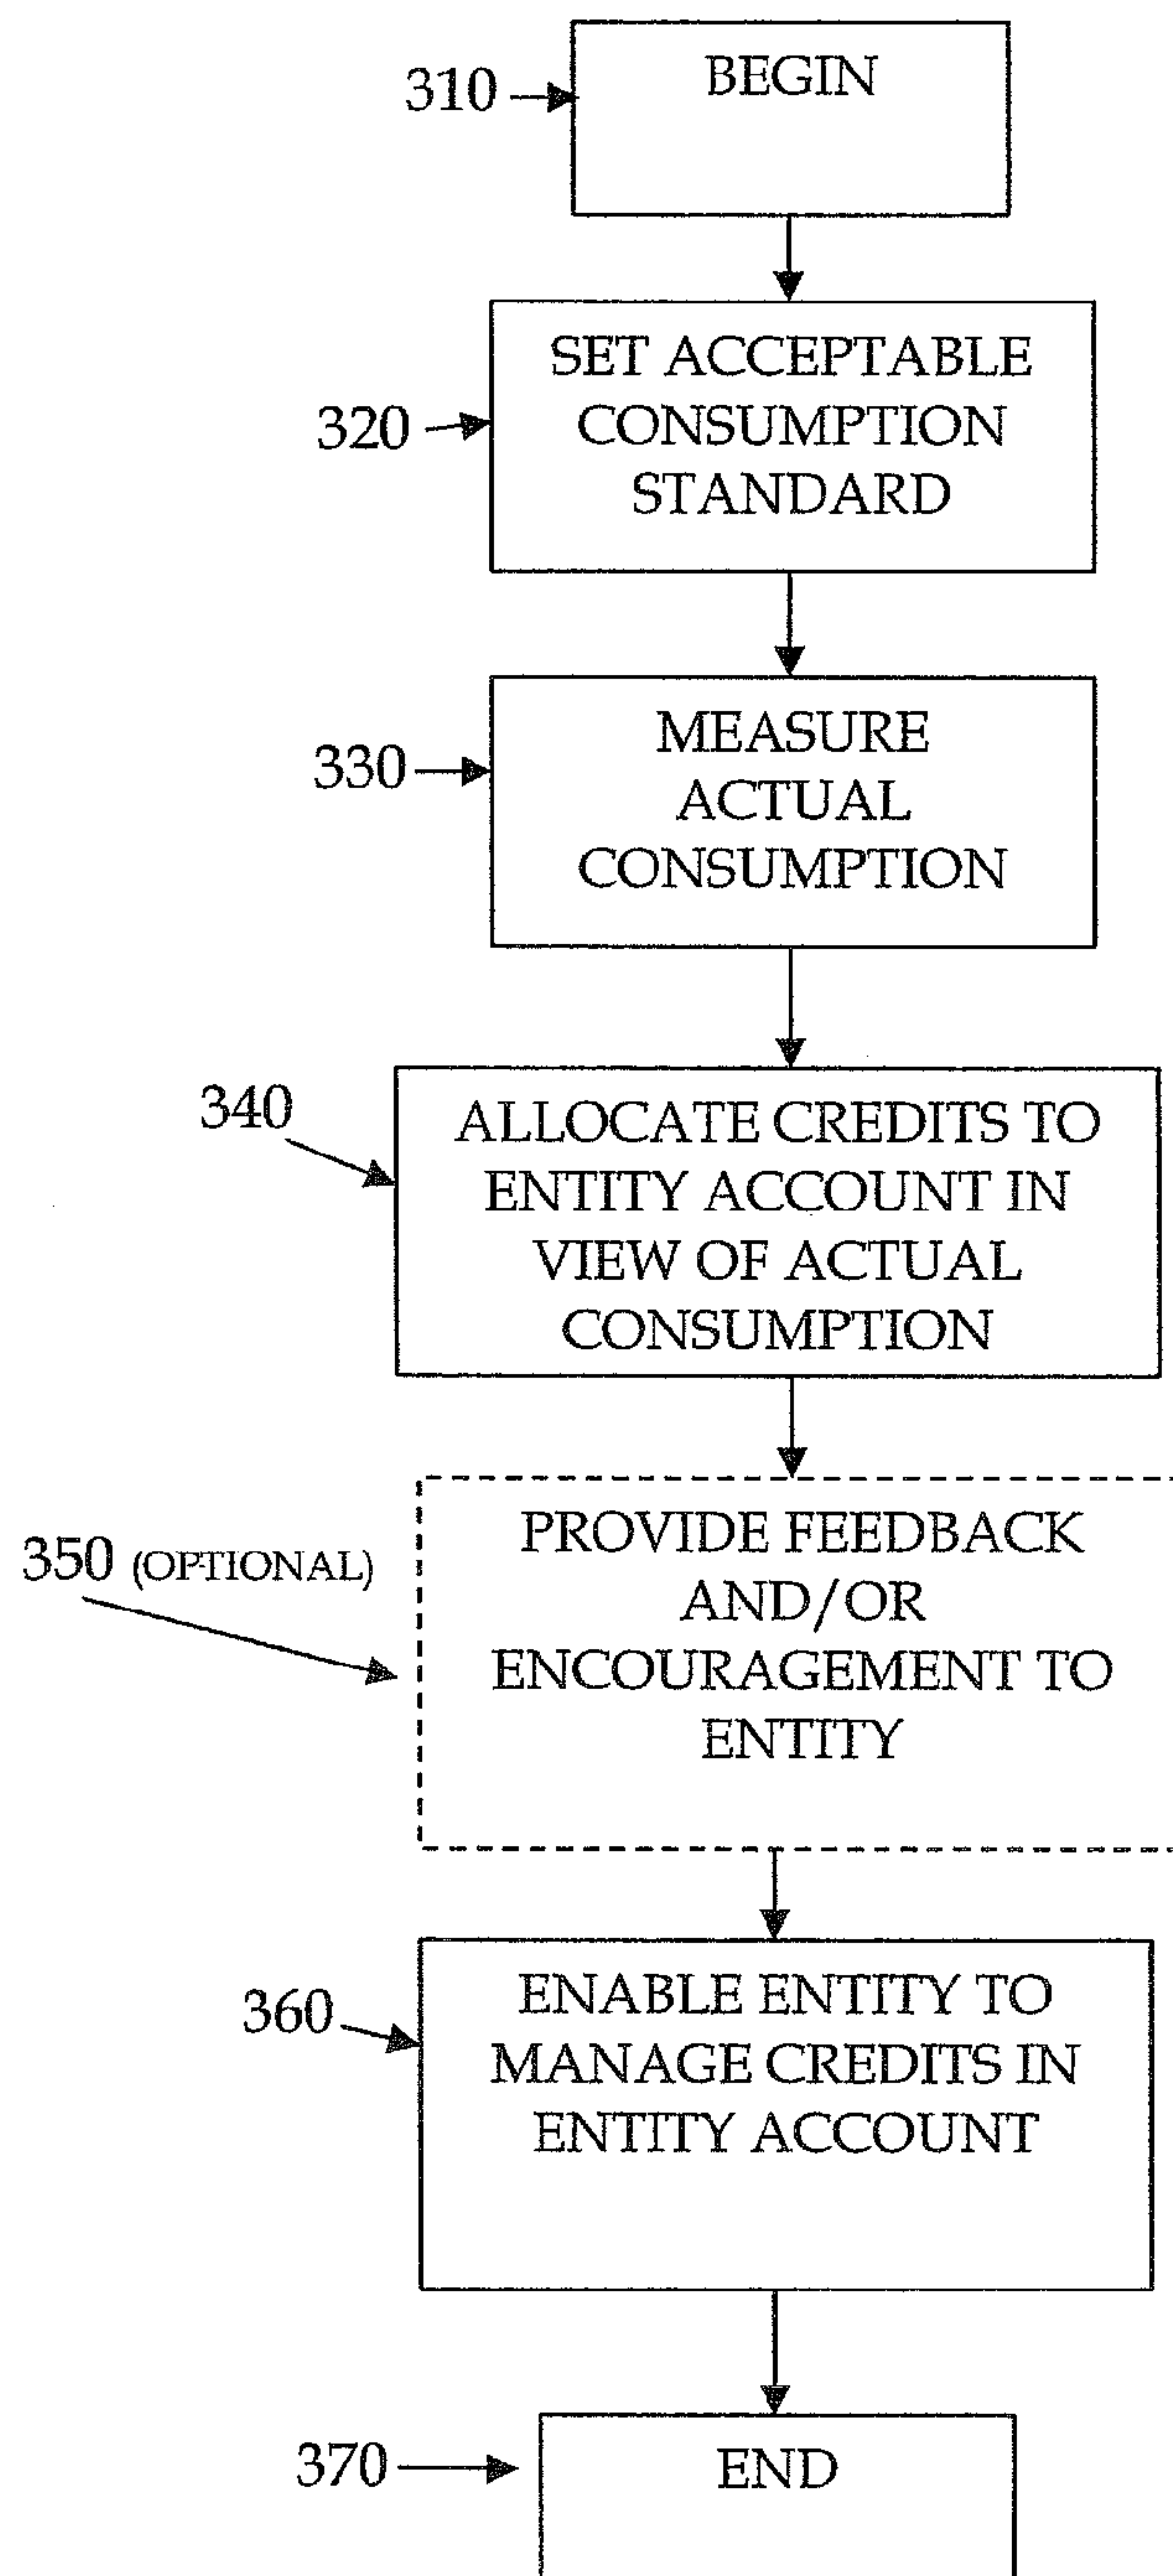 BEGIN
310
SET ACCEPTABLE
CONSUMPTION
STANDARD
320
MEASURE
ACTUAL
CONSUMPTION
330
ALLOCATE CREDITS TO
ENTITY ACCOUNT IN
VIEW OF ACTUAL
CONSUMPTION
340
PROVIDE FEEDBACK
AND/OR
ENCOURAGEMENT TO
ENTITY
350 (OPTIONAL)
ENABLE ENTITY TO
MANAGE CREDITS IN
ENTITY ACCOUNT
360
END
370